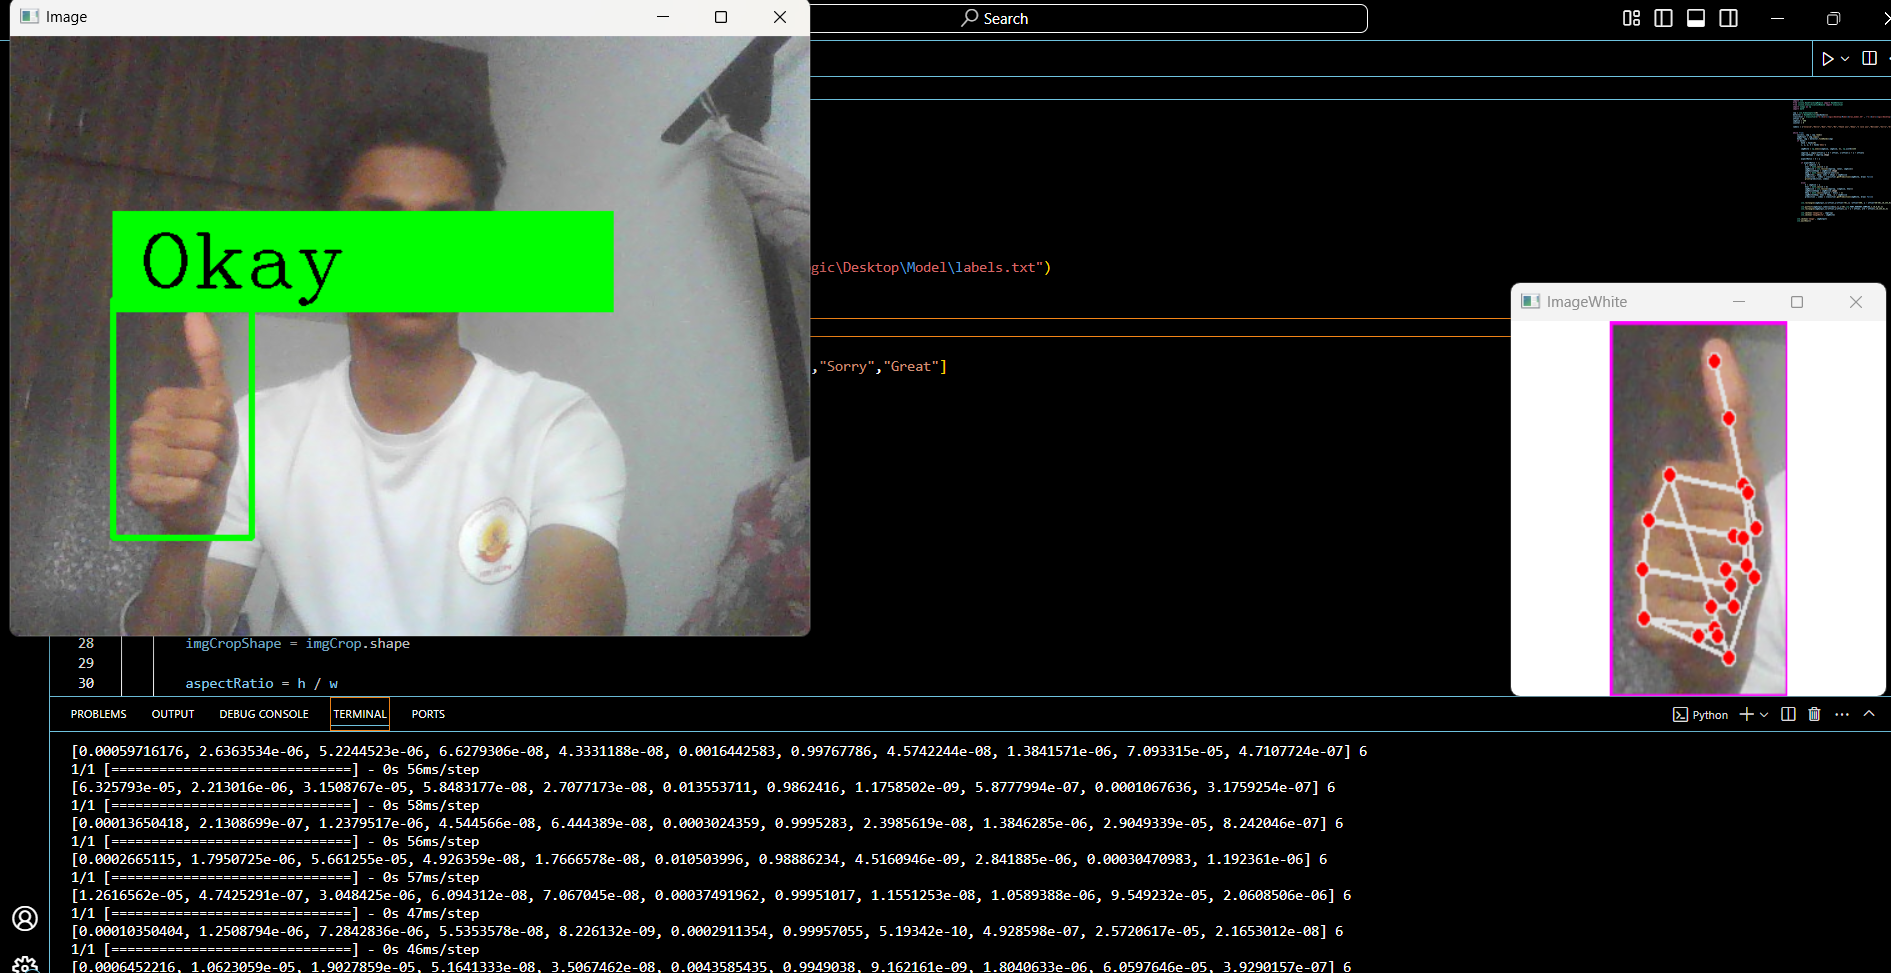 Image
Search
Okay
gic\Desktop\Model\labels.txt")
,"Sorry","Great"]
ImageWhite
28 imgCropShape = imgCrop.shape
29
30 aspectRatio = h / w
PROBLEMS OUTPUT DEBUG CONSOLE TERMINAL PORTS Python
[0.00059716176, 2.6363534e-06, 5.2244523e-06, 6.6279306e-08, 4.3331188e-08, 0.0016442583, 0.99767786, 4.5742244e-08, 1.3841571e-06, 7.093315e-05, 4.7107724e-07] 6
1/1 [==============================] - 0s 56ms/step
[6.325793e-05, 2.213016e-06, 3.1508767e-05, 5.8483177e-08, 2.7077173e-08, 0.013553711, 0.9862416, 1.1758502e-09, 5.8777994e-07, 0.0001067636, 3.1759254e-07] 6
1/1 [==============================] - 0s 58ms/step
[0.00013650418, 2.1308699e-07, 1.2379517e-06, 4.544566e-08, 6.444389e-08, 0.0003024359, 0.9995283, 2.3985619e-08, 1.3846285e-06, 2.9049339e-05, 8.242046e-07] 6
1/1 [==============================] - 0s 56ms/step
[0.0002665115, 1.7950725e-06, 5.661255e-05, 4.926359e-08, 1.7666578e-08, 0.010503996, 0.98886234, 4.5160946e-09, 2.841885e-06, 0.00030470983, 1.192361e-06] 6
1/1 [==============================] - 0s 57ms/step
[1.2616562e-05, 4.7425291e-07, 3.048425e-06, 6.094312e-08, 7.067045e-08, 0.00037491962, 0.99951017, 1.1551253e-08, 1.0589388e-06, 9.549232e-05, 2.0608506e-06] 6
1/1 [==============================] - 0s 47ms/step
[0.00010350404, 1.2508794e-06, 7.2842836e-06, 5.5353578e-08, 8.226132e-09, 0.0002911354, 0.99957055, 5.19342e-10, 4.928598e-07, 2.5720617e-05, 2.1653012e-08] 6
1/1 [==============================] - 0s 46ms/step
[0.0006452216, 1.0623059e-05, 1.9027859e-05, 5.1641333e-08, 3.5067462e-08, 0.0043585435, 0.9949038, 9.162161e-09, 1.8040633e-06, 6.0597646e-05, 3.9290157e-07] 6